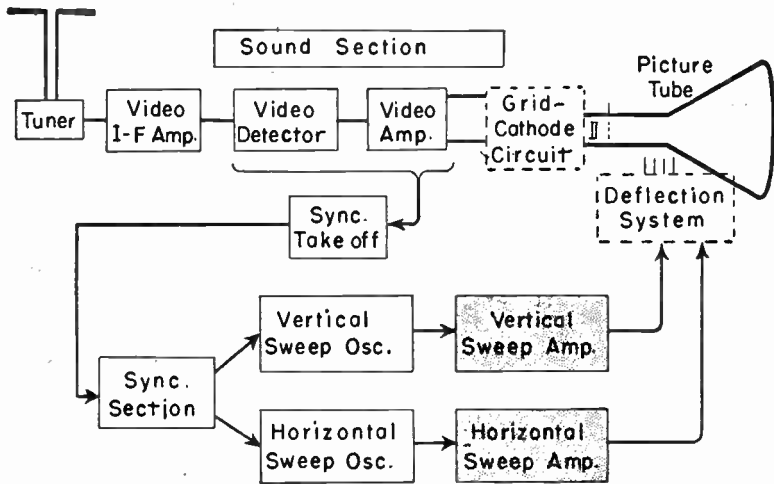 Sound Section
Picture
Tube
Tuner
Video
I-F Amp.
Video
Detector
Video
Amp.
Grid-
Cathode
Circuit
Deflection
System
Sync.
Take off
Vertical
Sweep Osc.
Vertical
Sweep Amp.
Sync.
Section
Horizontal
Sweep Osc.
Horizontal
Sweep Amp.